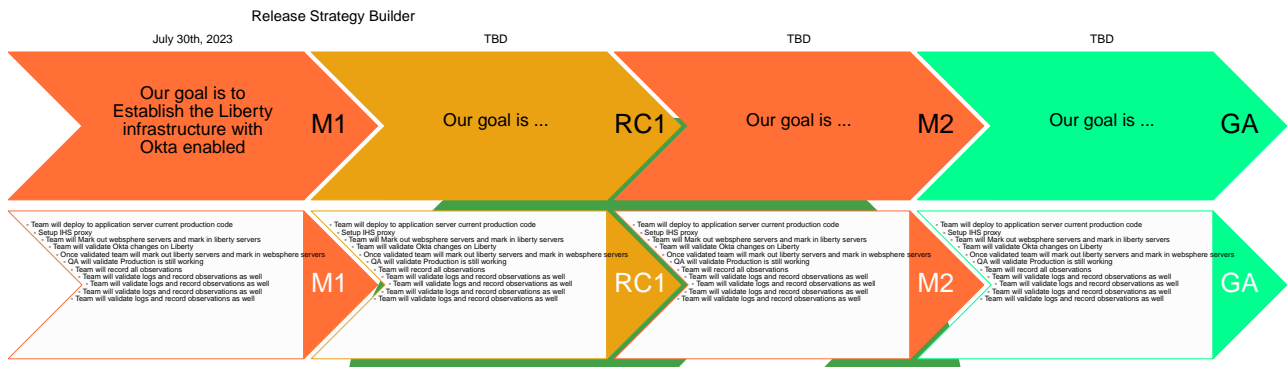 Release Strategy Builder
July 30th, 2023
TBD
TBD
TBD
Our goal is to
Establish the Liberty
infrastructure with
Okta enabled
M1
Our goal is ...
RC1
Our goal is ...
M2
Our goal is ...
GA
- Team will deploy to application server current production code
- Setup IHS proxy
- Team will Mark out websphere servers and mark in liberty servers
- Team will validate Okta changes on Liberty
- Once validated team will mark out liberty servers and mark in websphere servers
- QA will validate Production is still working
- Team will record all observations
- Team will validate logs and record observations as well
- Team will validate logs and record observations as well
- Team will validate logs and record observations as well
- Team will validate logs and record observations as well
M1
- Team will deploy to application server current production code
- Setup IHS proxy
- Team will Mark out websphere servers and mark in liberty servers
- Team will validate Okta changes on Liberty
- Once validated team will mark out liberty servers and mark in websphere servers
- QA will validate Production is still working
- Team will record all observations
- Team will validate logs and record observations as well
- Team will validate logs and record observations as well
- Team will validate logs and record observations as well
- Team will validate logs and record observations as well
RC1
- Team will deploy to application server current production code
- Setup IHS proxy
- Team will Mark out websphere servers and mark in liberty servers
- Team will validate Okta changes on Liberty
- Once validated team will mark out liberty servers and mark in websphere servers
- QA will validate Production is still working
- Team will record all observations
- Team will validate logs and record observations as well
- Team will validate logs and record observations as well
- Team will validate logs and record observations as well
- Team will validate logs and record observations as well
M2
- Team will deploy to application server current production code
- Setup IHS proxy
- Team will Mark out websphere servers and mark in liberty servers
- Team will validate Okta changes on Liberty
- Once validated team will mark out liberty servers and mark in websphere servers
- QA will validate Production is still working
- Team will record all observations
- Team will validate logs and record observations as well
- Team will validate logs and record observations as well
- Team will validate logs and record observations as well
- Team will validate logs and record observations as well
GA